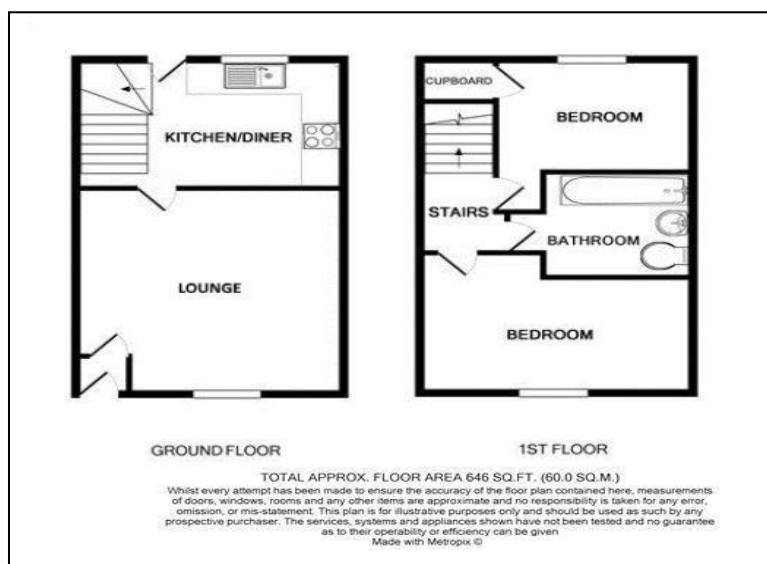 CUPBOARD
BEDROOM
KITCHEN/DINER
STAIRS
BATHROOM
LOUNGE
BEDROOM
GROUND FLOOR
1ST FLOOR
TOTAL APPROX. FLOOR AREA 646 SQ.FT. (60.0 SQ.M.)
Whilst every attempt has been made to ensure the accuracy of the floor plan contained here, measurements
of doors, windows, rooms and any other items are approximate and no responsibility is taken for any error,
omission, or mis-statement. This plan is for illustrative purposes only and should be used as such by any
prospective purchaser. The services, systems and appliances shown have not been tested and no guarantee
as to their operability or efficiency can be given
Made with Metropix ©